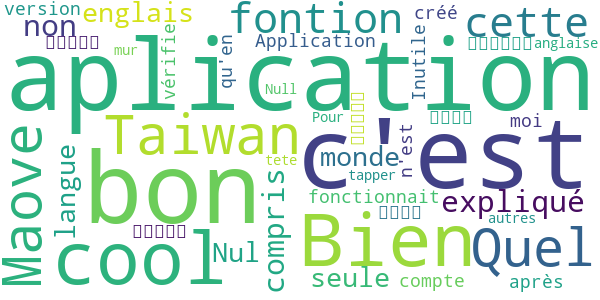 version
englais
non
fontion
créé
cette
vérifie
qu'en
Application
Inutile
anglaise
mur
aplication
Null
Pour
Maove
Taiwan
bon
c'est
moi
n'est
langue
tete
monde
tapper
compris
fonctionnait
expliqué
cool
Nul
Bien
Quel
autres
seule
compte
après